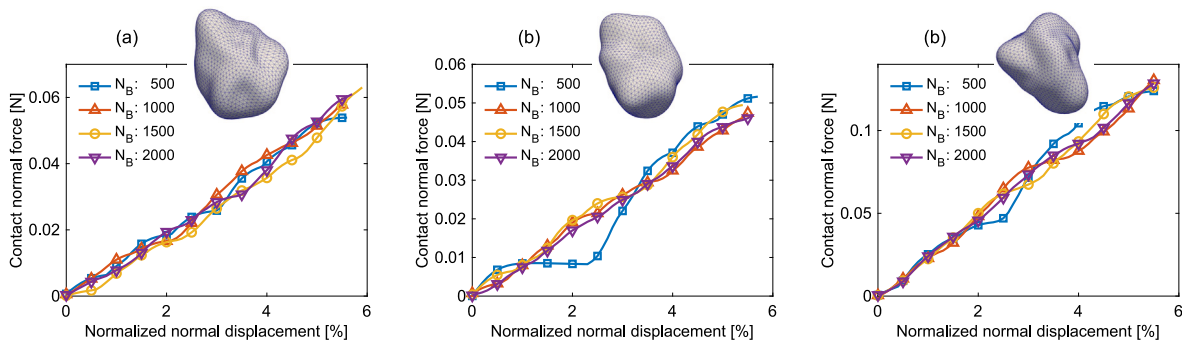 (a)
N_B: 500
N_B: 1000
N_B: 1500
N_B: 2000
Contact normal force [N]
0.06
0.04
0.02
0
0 2 4 6
Normalized normal displacement [%]
(b)
N_B: 500
N_B: 1000
N_B: 1500
N_B: 2000
Contact normal force [N]
0.06
0.05
0.04
0.03
0.02
0.01
0
0 2 4 6
Normalized normal displacement [%]
(b)
N_B: 500
N_B: 1000
N_B: 1500
N_B: 2000
Contact normal force [N]
0.1
0.05
0
0 2 4 6
Normalized normal displacement [%]